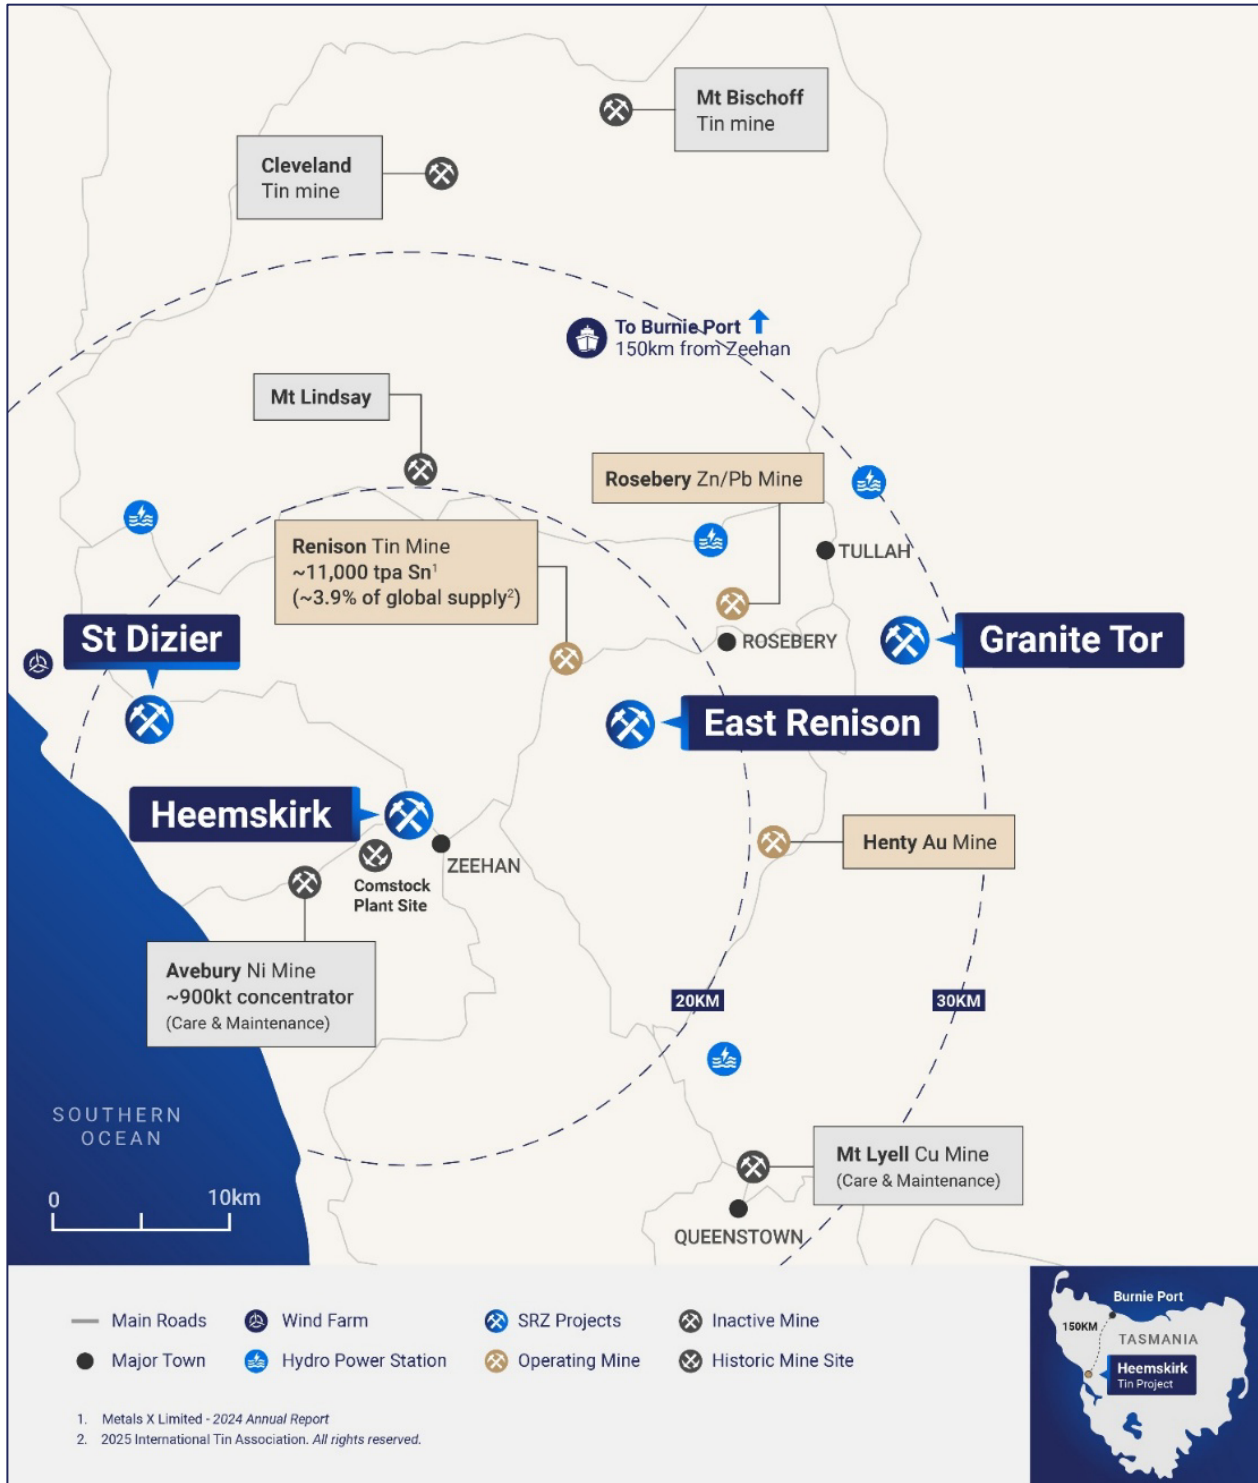 Mt Bischoff
Tin mine
Cleveland
Tin mine
To Burnie Port
150km from Zeehan
Mt Lindsay
Rosebery Zn/Pb Mine
Renison Tin Mine
~11,000 tpa Sn¹
(~3.9% of global supply²)
TULLAH
St Dizier
ROSEBERY
Granite Tor
East Renison
Heemskirk
ZEEHAN
Henty Au Mine
Comstock
Plant Site
Avebury Ni Mine
~900kt concentrator
(Care & Maintenance)
20KM
30KM
SOUTHERN
OCEAN
Mt Lyell Cu Mine
(Care & Maintenance)
0 10km
QUEENSTOWN
Main Roads
Wind Farm
SRZ Projects
Inactive Mine
Major Town
Hydro Power Station
Operating Mine
Historic Mine Site
Burnie Port
150KM
TASMANIA
Heemskirk
Tin Project
1. Metals X Limited - 2024 Annual Report
2. 2025 International Tin Association. All rights reserved.